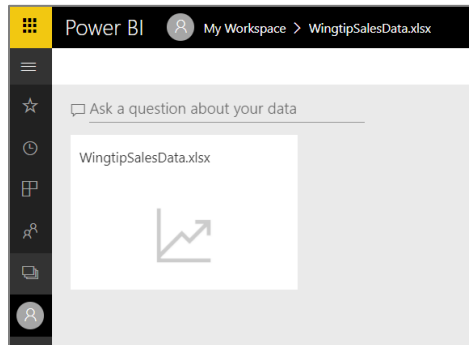 Power BI My Workspace > WingtipSalesData.xlsx
Ask a question about your data
WingtipSalesData.xlsx